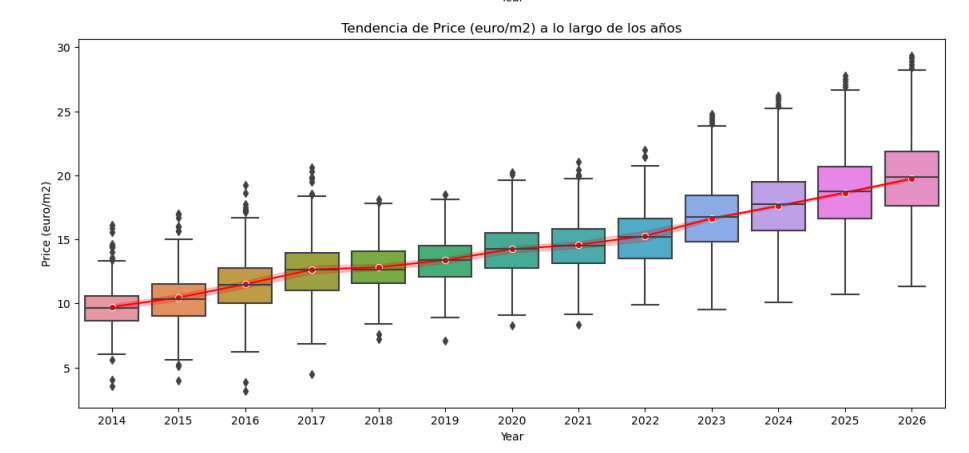 Year
Tendencia de Price (euro/m2) a lo largo de los años
Price (euro/m2)
30
25
20
15
10
5
2014 2015 2016 2017 2018 2019 2020 2021 2022 2023 2024 2025 2026
Year